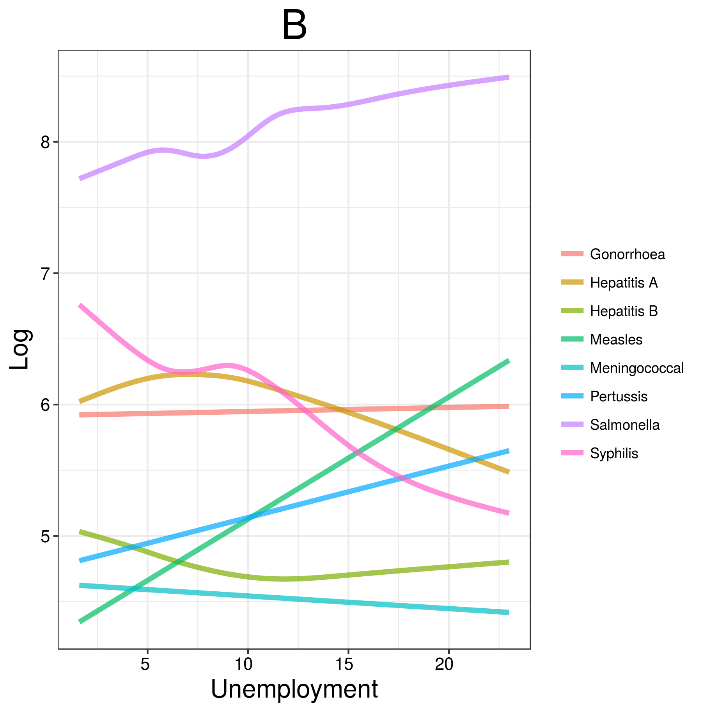 B
8
7
6
5
Log
5 10 15 20
Unemployment
Gonorrhoea
Hepatitis A
Hepatitis B
Measles
Meningococcal
Pertussis
Salmonella
Syphilis